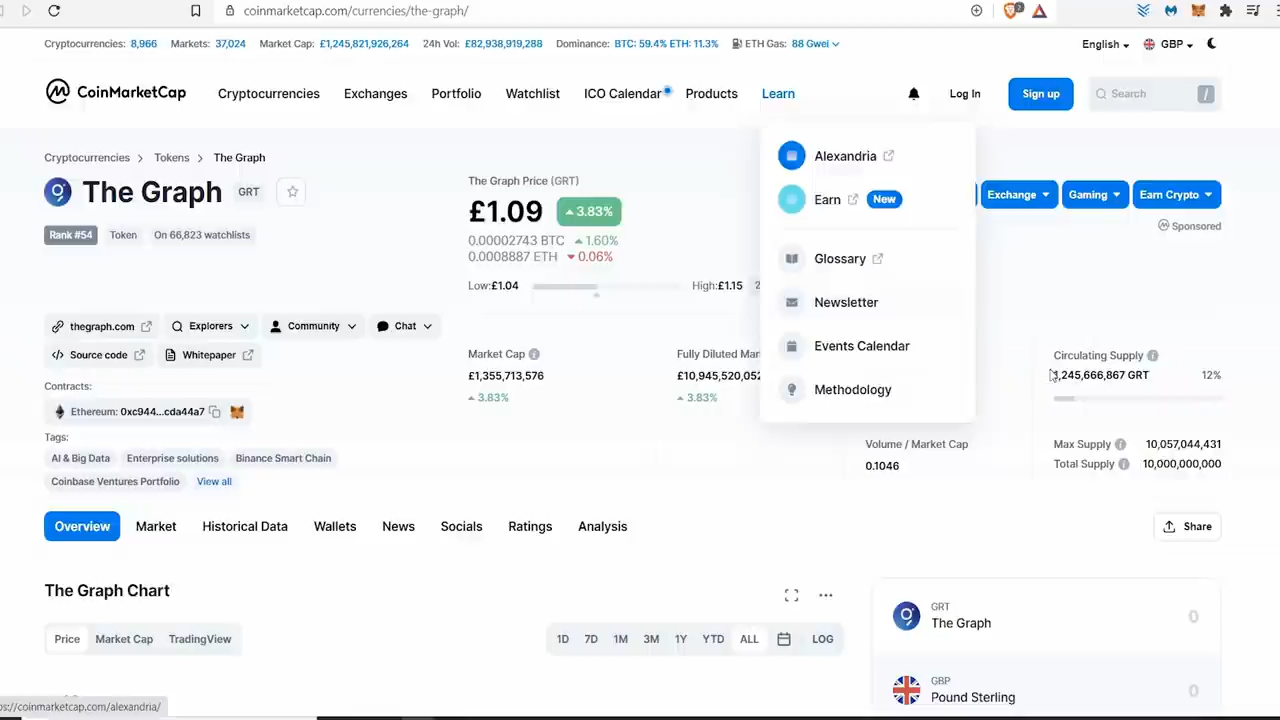 coinmarketcap.com/currencies/the-graph/
Cryptocurrencies: 8,966 Markets: 37,024 Market Cap: £1,245,821,926,264 24h Vol: £82,938,919,288 Dominance: BTC: 59.4% ETH: 11.3% ETH Gas: 88 Gwei English GBP
CoinMarketCap Cryptocurrencies Exchanges Portfolio Watchlist ICO Calendar Products Learn Log In Sign up Search /
Cryptocurrencies Tokens The Graph
The Graph GRT
Rank #54 Token On 66,823 watchlists
thegraph.com Explorers Community Chat
Source code Whitepaper
Contracts:
Ethereum: 0xc944...cda44a7
Tags:
AI & Big Data Enterprise solutions Binance Smart Chain
Coinbase Ventures Portfolio View all
The Graph Price (GRT)
£1.09 3.83%
0.00002743 BTC 1.60%
0.0008887 ETH 0.06%
Low:£1.04 High:£1.15 2
Market Cap
£1,355,713,576
3.83%
Fully Diluted Mar
£10,945,520,052
3.83%
Alexandria
Earn New
Glossary
Newsletter
Events Calendar
Methodology
Volume / Market Cap
0.1046
Exchange Gaming Earn Crypto
Sponsored
Circulating Supply
1,245,666,867 GRT 12%
Max Supply 10,057,044,431
Total Supply 10,000,000,000
Overview Market Historical Data Wallets News Socials Ratings Analysis Share
The Graph Chart
Price Market Cap TradingView 1D 7D 1M 3M 1Y YTD ALL LOG
GRT
The Graph 0
GBP
Pound Sterling 0
ps://coinmarketcap.com/alexandria/